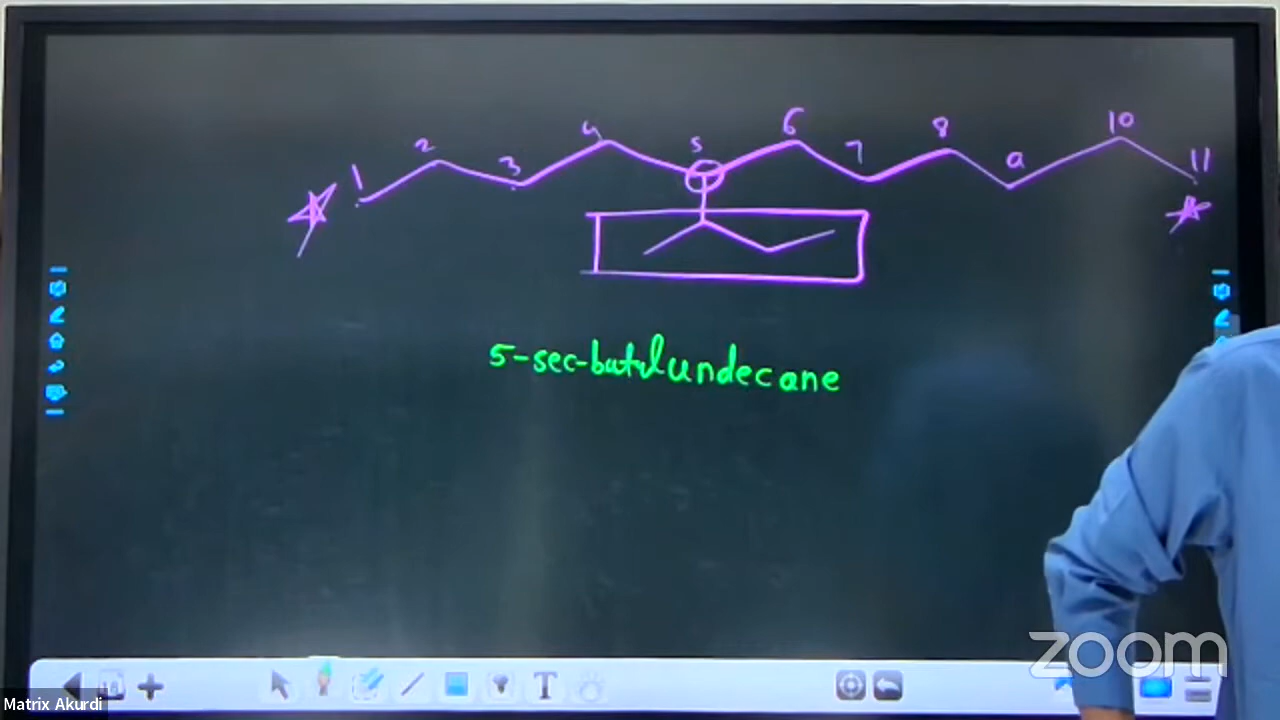 1 2 3 4 5 6 7 8 9 10 11
5-sec-butylundecane
zoom
T
Matrix Akurdi